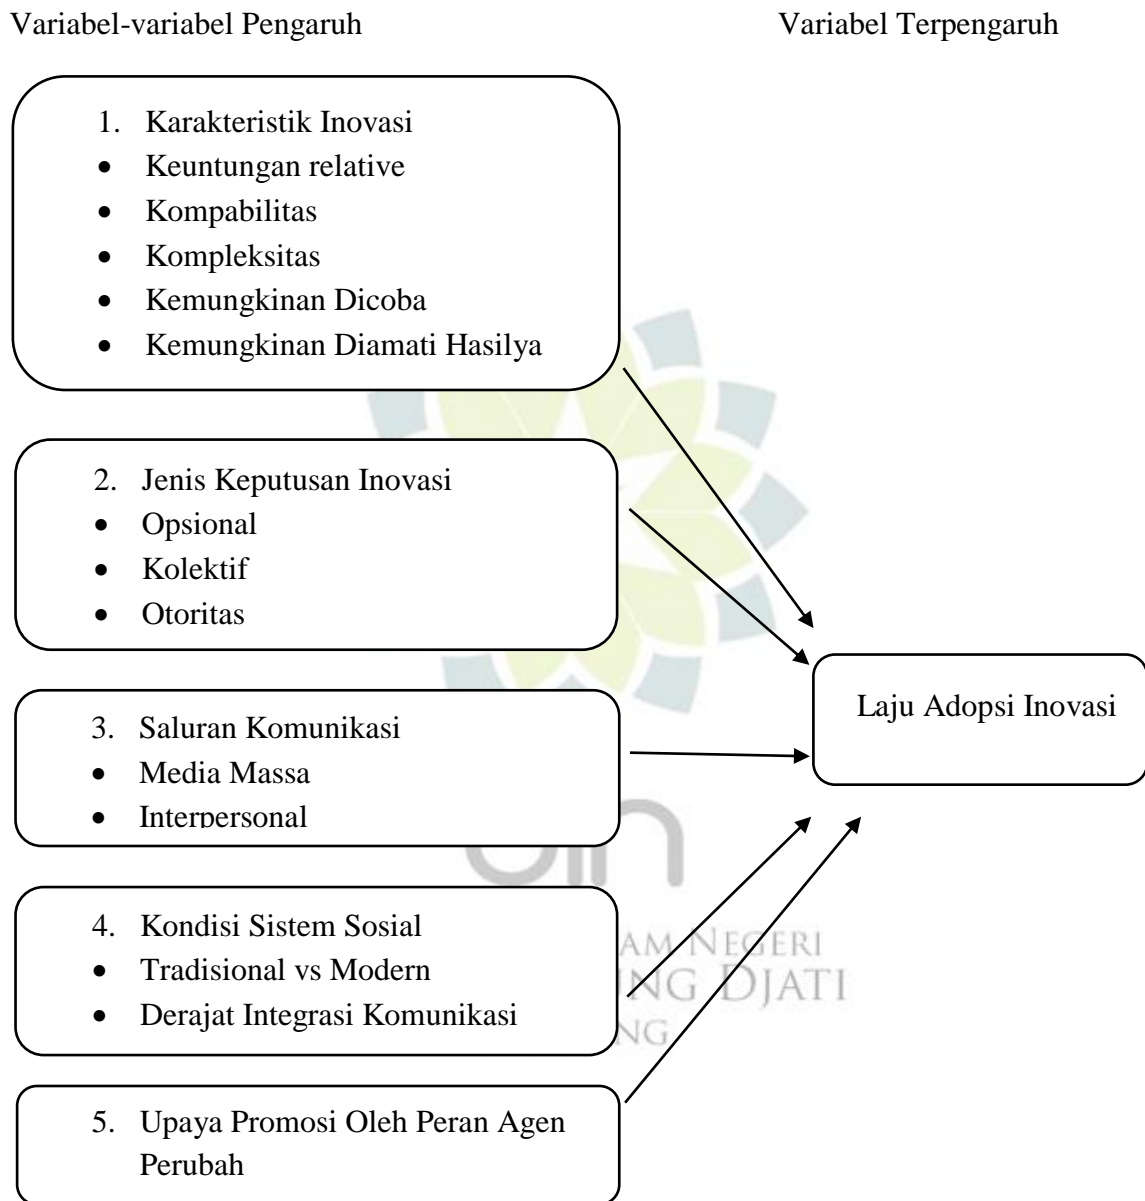 Variabel-variabel Pengaruh
Variabel Terpengaruh
1. Karakteristik Inovasi
• Keuntungan relative
• Kompabilitas
• Kompleksitas
• Kemungkinan Dicoba
• Kemungkinan Diamati Hasilya
2. Jenis Keputusan Inovasi
• Opsional
• Kolektif
• Otoritas
3. Saluran Komunikasi
• Media Massa
• Interpersonal
4. Kondisi Sistem Sosial
• Tradisional vs Modern
• Derajat Integrasi Komunikasi
5. Upaya Promosi Oleh Peran Agen
Perubah
Laju Adopsi Inovasi
NEGERI
DJATI